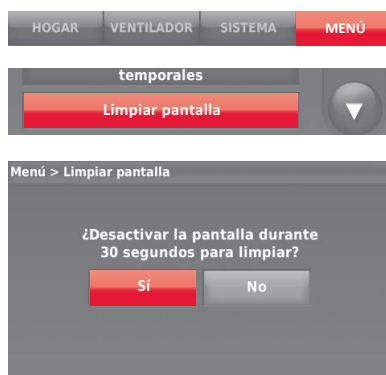 HOGAR VENTILADOR SISTEMA MENÚ
temporales
Limpiar pantalla
Menú > Limpiar pantalla
¿Desactivar la pantalla durante
30 segundos para limpiar?
Sí No